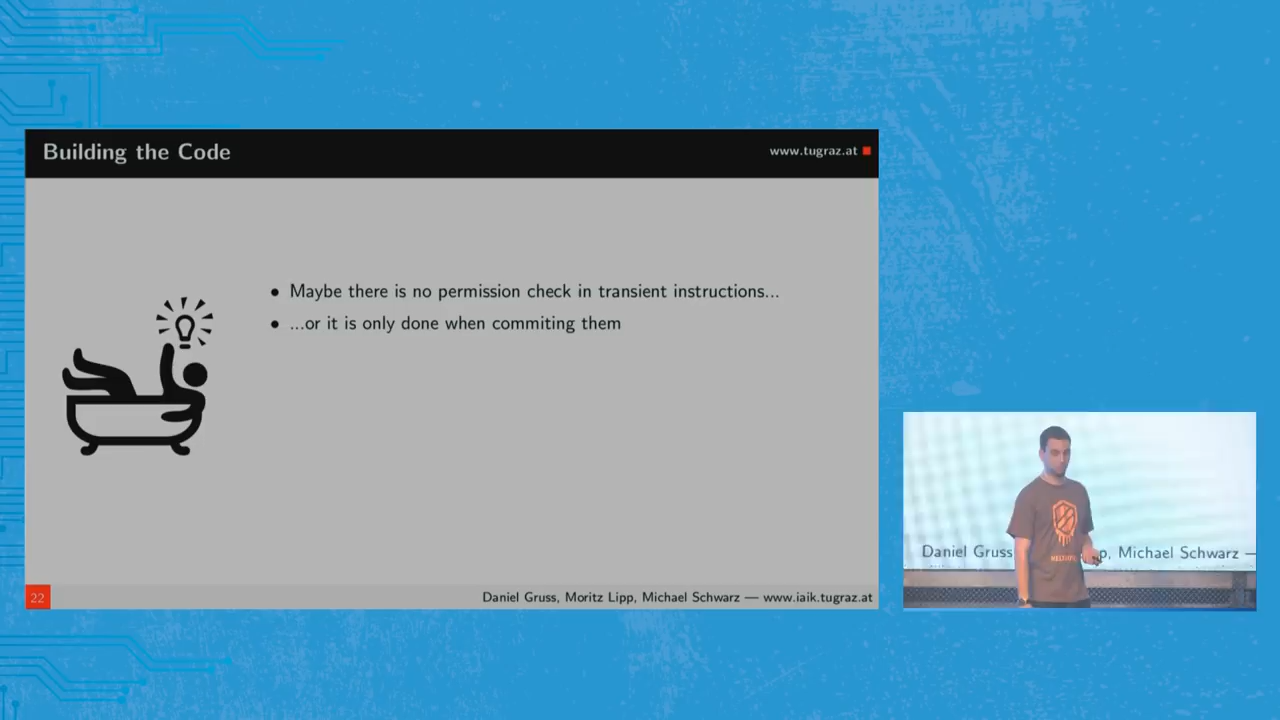 Building the Code
www.tugraz.at
• Maybe there is no permission check in transient instructions...
• ...or it is only done when commiting them
22
Daniel Gruss, Moritz Lipp, Michael Schwarz — www.iaik.tugraz.at
Daniel Gruss
p, Michael Schwarz —